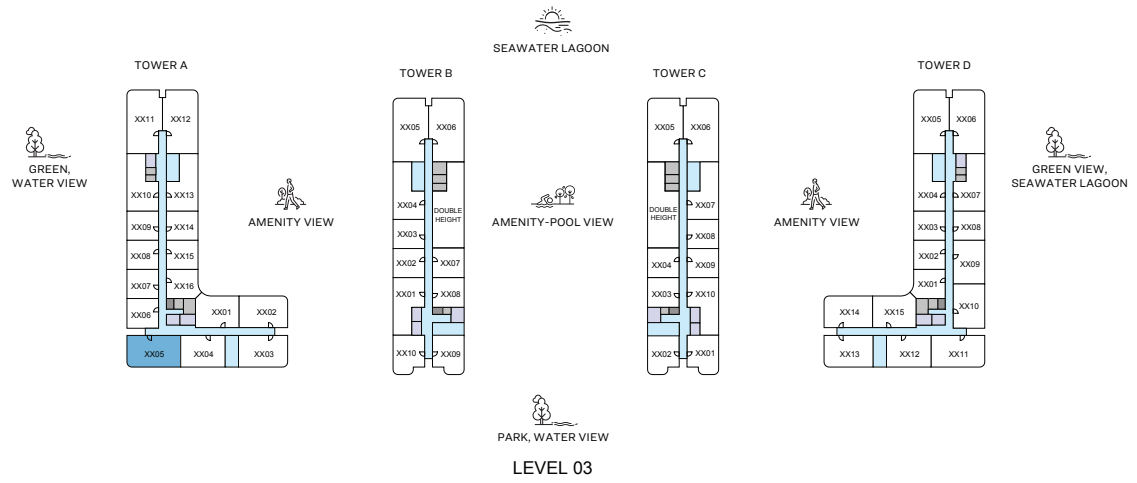 SEAWATER LAGOON
TOWER A
TOWER B
TOWER C
TOWER D
GREEN,
WATER VIEW
AMENITY VIEW
AMENITY-POOL VIEW
AMENITY VIEW
GREEN VIEW,
SEAWATER LAGOON
XX11
XX12
XX10
XX13
XX09
XX14
XX08
XX15
XX07
XX16
XX06
XX01
XX02
XX05
XX04
XX03
XX05
XX06
XX04
DOUBLE
HEIGHT
XX03
XX02
XX07
XX01
XX08
XX10
XX09
XX05
XX06
DOUBLE
HEIGHT
XX07
XX08
XX04
XX09
XX03
XX10
XX02
XX01
XX05
XX06
XX04
XX07
XX03
XX08
XX02
XX09
XX01
XX10
XX14
XX15
XX13
XX12
XX11
PARK, WATER VIEW
LEVEL 03